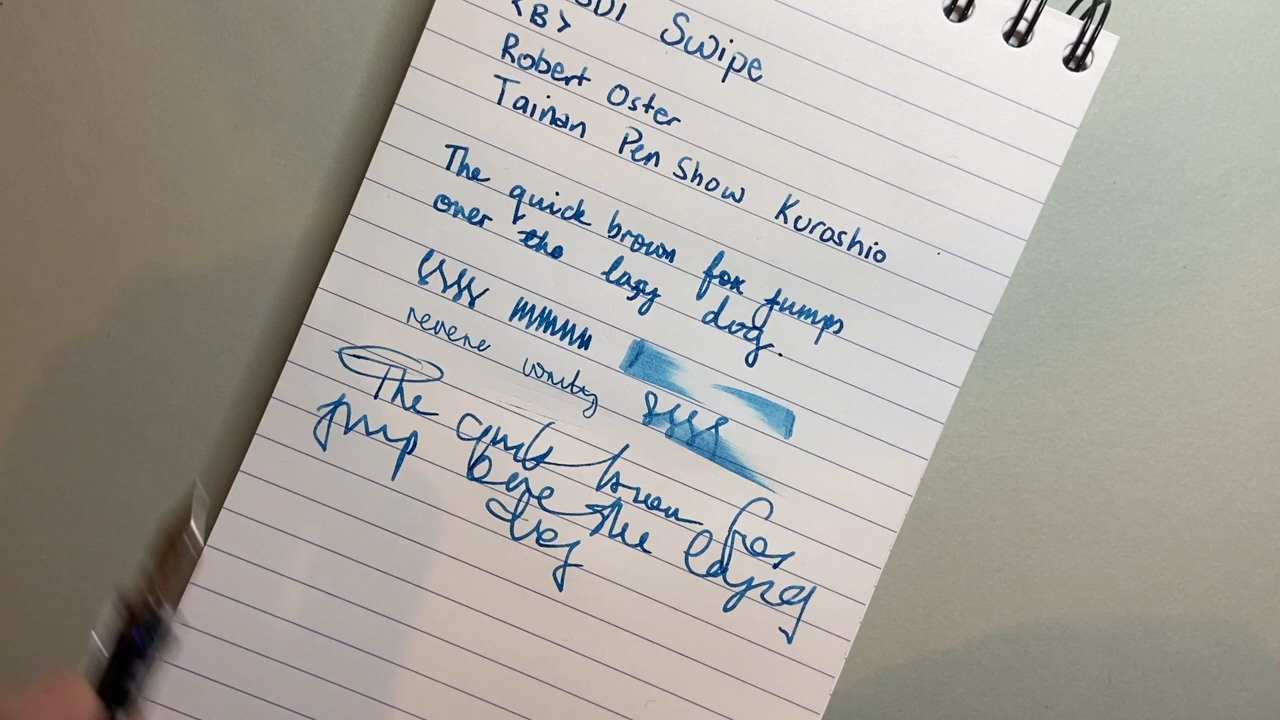 Swipe
<B>
Robert Oster
Tainan Pen Show Kuroshio
The quick brown fox jumps
over the lazy dog.
reverse writing
The quick brown fox
jump over the lazy
dog